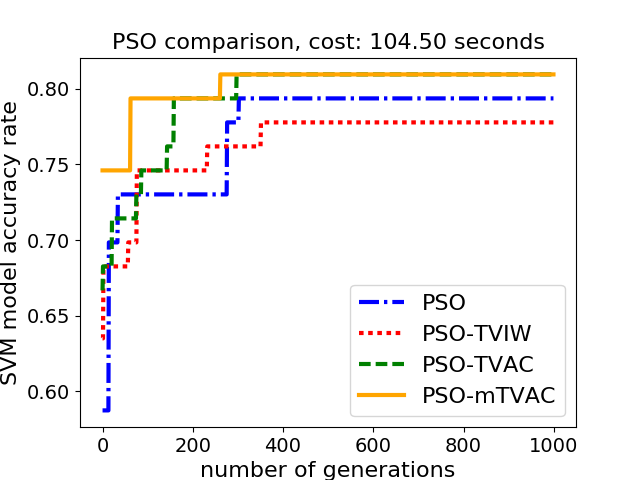 PSO comparison, cost: 104.50 seconds
SVM model accuracy rate
0.80
0.75
0.70
0.65
0.60
PSO
PSO-TVIW
PSO-TVAC
PSO-mTVAC
0 200 400 600 800 1000
number of generations